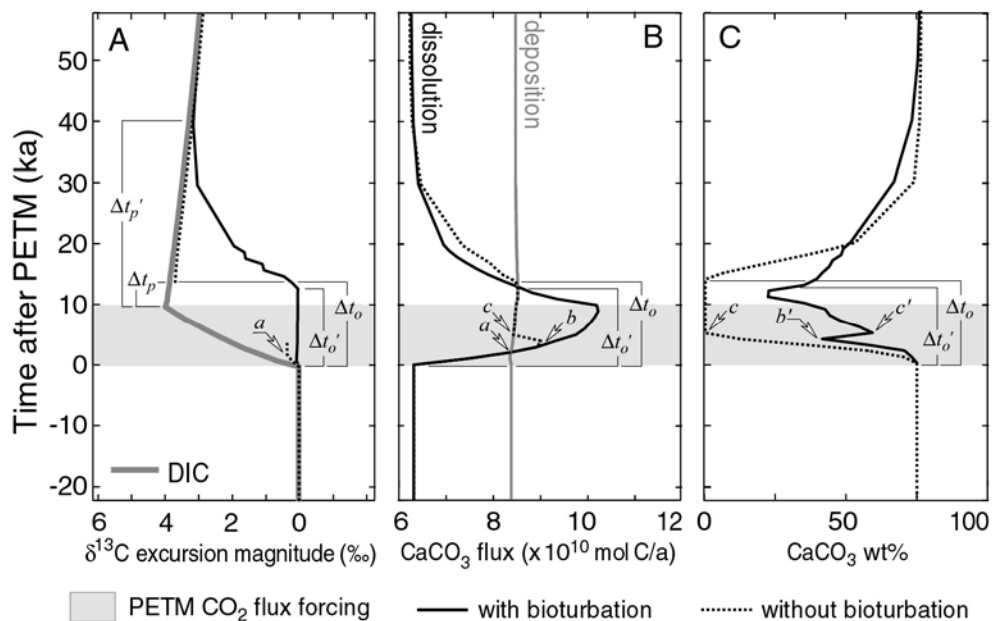 A
B
C
dissolution
deposition
Time after PETM (ka)
50
40
30
20
10
0
-10
-20
Δtp'
Δtp
Δto
Δto'
a
DIC
c
a
b
Δto
Δto'
c
b'
c'
Δto
Δto'
6 4 2 0
6 8 10 12
0 50 100
δ¹³C excursion magnitude (‰)
CaCO₃ flux (x 10¹⁰ mol C/a)
CaCO₃ wt%
PETM CO₂ flux forcing
with bioturbation
without bioturbation